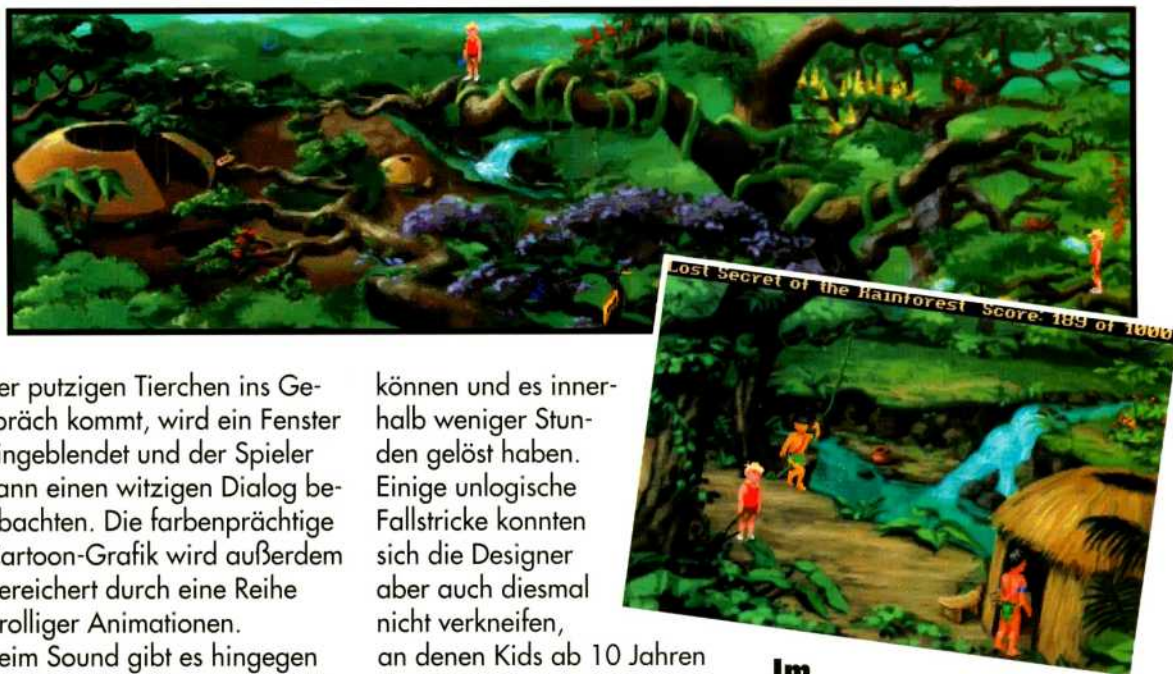 er putzigen Tierchen ins Ge-
präch kommt, wird ein Fenster
ingeblendet und der Spieler
ann einen witzigen Dialog be-
bachten. Die farbenprächtige
artoon-Grafik wird außerdem
ereichert durch eine Reihe
rolliger Animationen.
eim Sound gibt es hingegen
können und es inner-
halb weniger Stun-
den gelöst haben.
Einige unlogische
Fallstricke konnten
sich die Designer
aber auch diesmal
nicht verkneifen,
an denen Kids ab 10 Jahren
Lost Secret of the Rainforest Score: 189 of 1000
Im